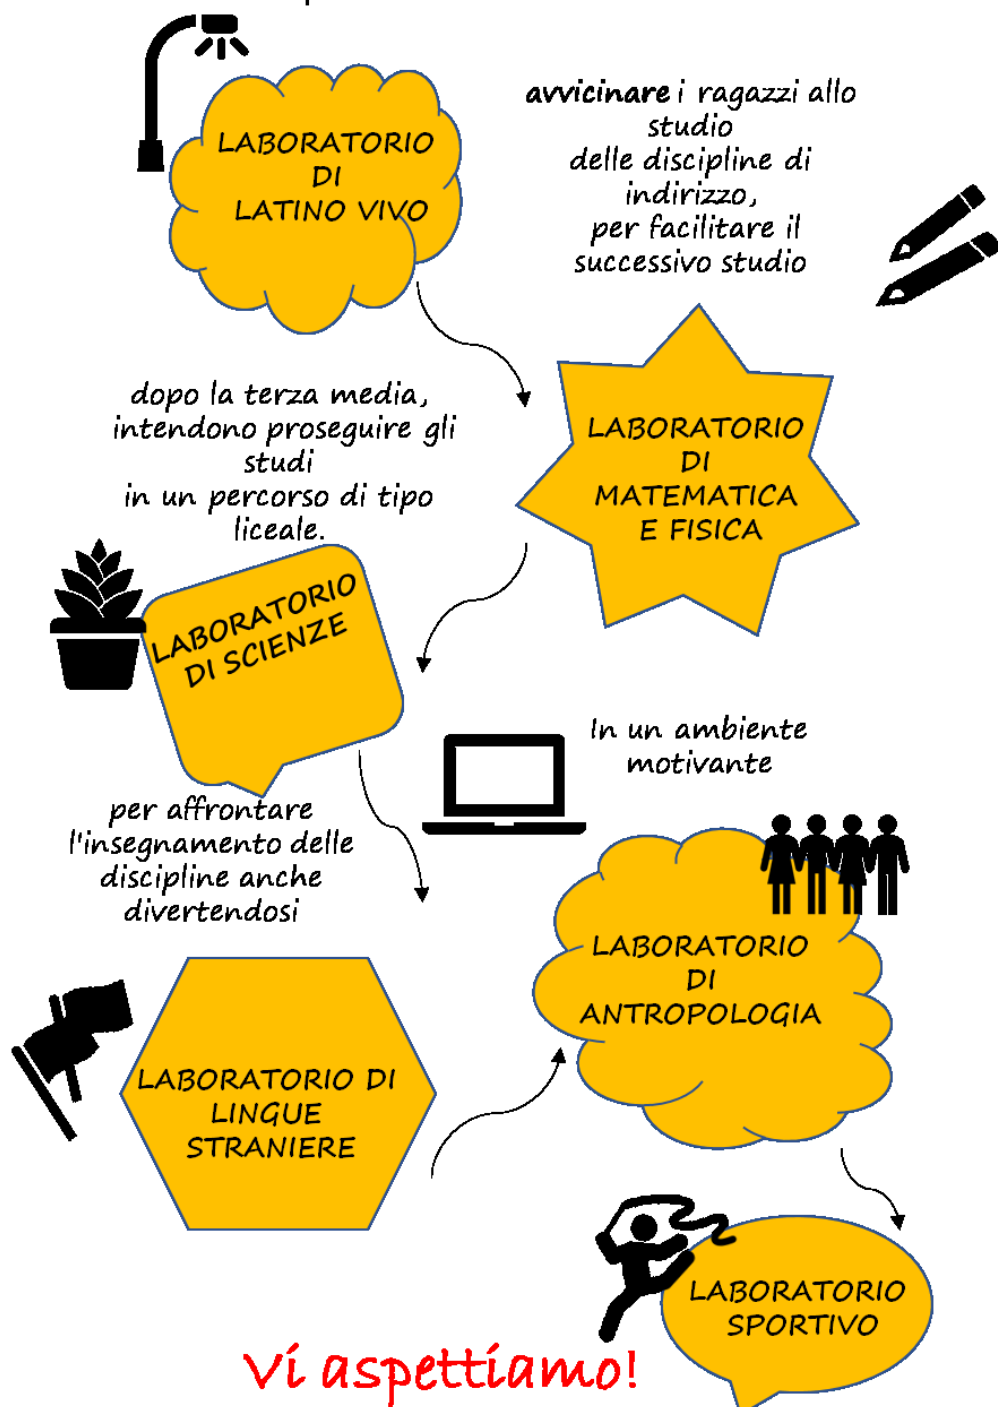 LABORATORIO
DI
LATINO VIVO
avvicinare i ragazzi allo
studio
delle discipline di
indirizzo,
per facilitare il
successivo studio
dopo la terza media,
intendono proseguire gli
studi
in un percorso di tipo
liceale.
LABORATORIO
DI
MATEMATICA
E FISICA
LABORATORIO
DI SCIENZE
In un ambiente
motivante
per affrontare
l'insegnamento delle
discipline anche
divertendosi
LABORATORIO
DI
ANTROPOLOGIA
LABORATORIO DI
LINGUE
STRANIERE
LABORATORIO
SPORTIVO
Vi aspettiamo!